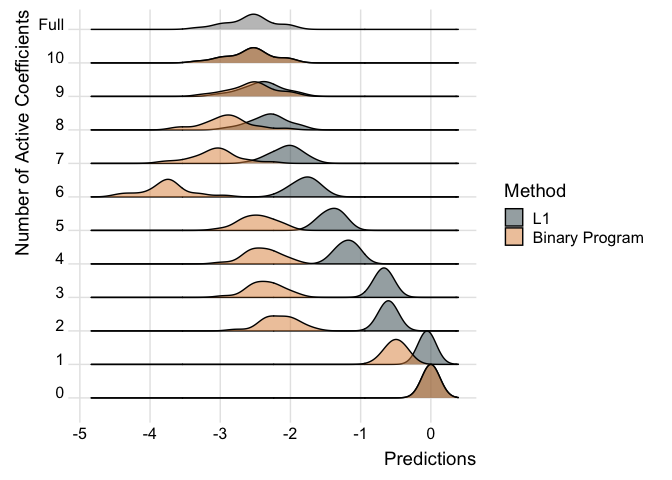 Number of Active Coefficients
Full
10
9
8
7
6
5
4
3
2
1
0
-5 -4 -3 -2 -1 0
Predictions
Method
L1
Binary Program